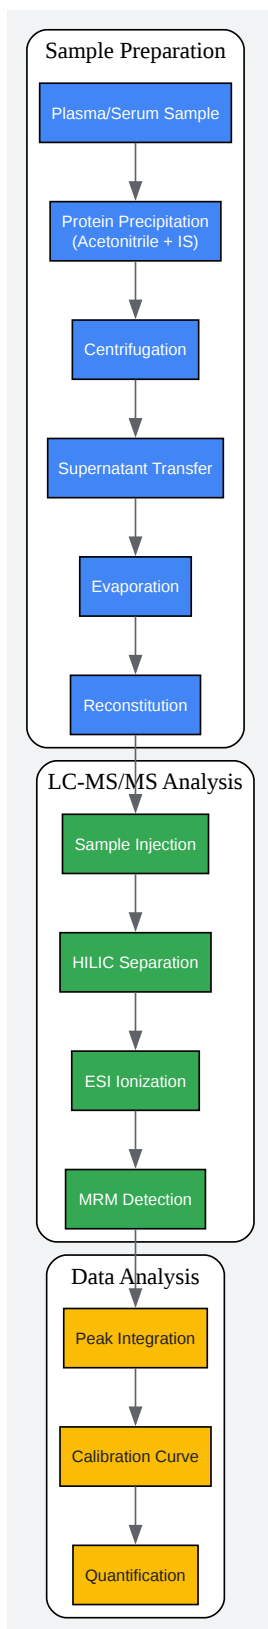 Sample Preparation
Plasma/Serum Sample
Protein Precipitation
(Acetonitrile + IS)
Centrifugation
Supernatant Transfer
Evaporation
Reconstitution
LC-MS/MS Analysis
Sample Injection
HILIC Separation
ESI Ionization
MRM Detection
Data Analysis
Peak Integration
Calibration Curve
Quantification